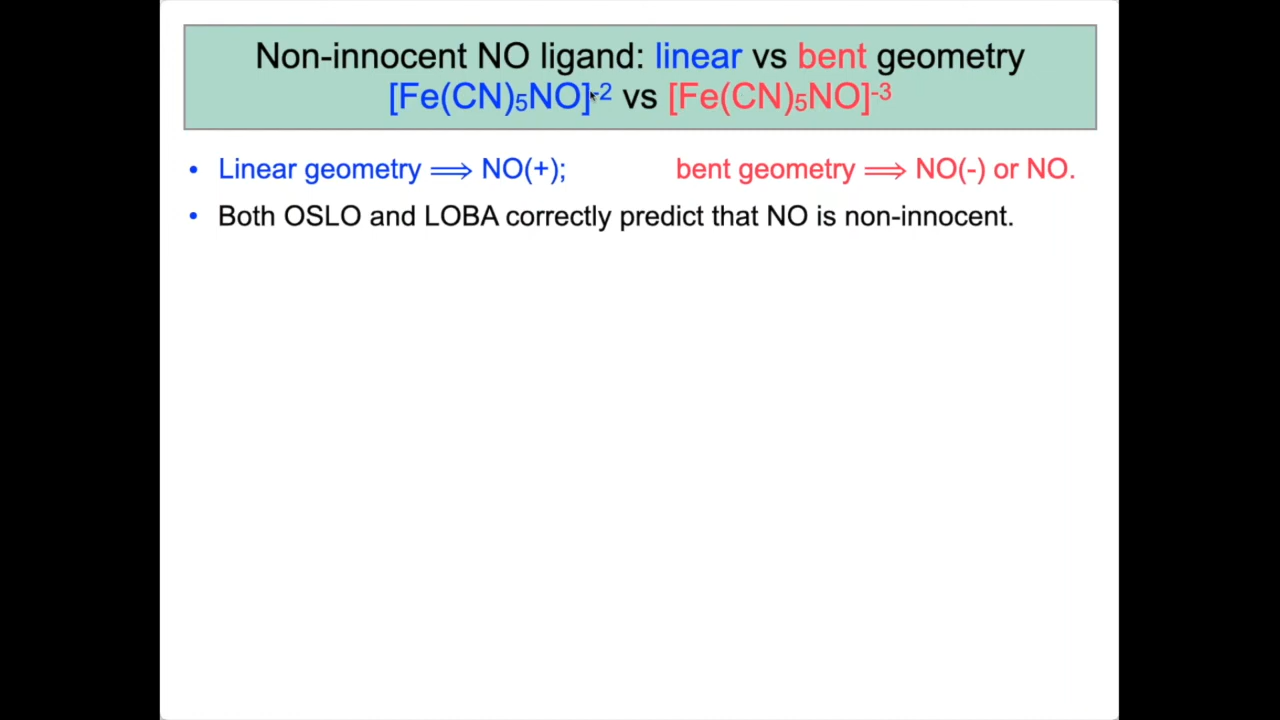 Non-innocent NO ligand: linear vs bent geometry
[Fe(CN)₅NO]⁻² vs [Fe(CN)₅NO]⁻³
• Linear geometry ⟹ NO(+); bent geometry ⟹ NO(-) or NO.
• Both OSLO and LOBA correctly predict that NO is non-innocent.